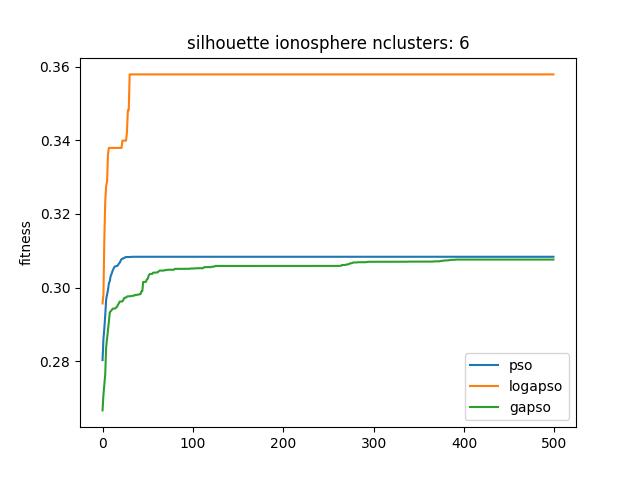 silhouette ionosphere nclusters: 6
fitness
0.36
0.34
0.32
0.30
0.28
0 100 200 300 400 500
pso
logapso
gapso